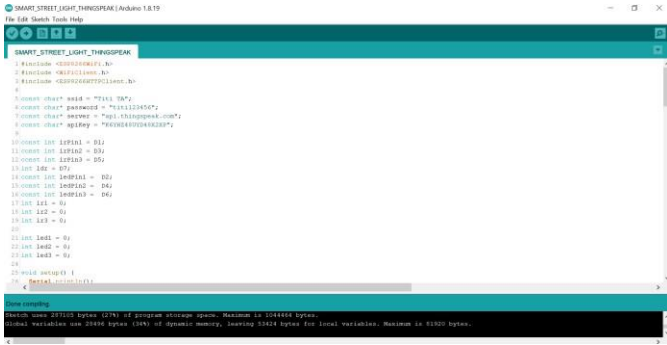 SMART_STREET_LIGHT_THINGSPEAK | Arduino 1.8.19
File Edit Sketch Tools Help
SMART_STREET_LIGHT_THINGSPEAK
1 #include <ESP8266WiFi.h>
2 #include <WiFiClient.h>
3 #include <ESP8266HTTPClient.h>
4
5 const char* ssid = "Titi TA";
6 const char* password = "titi123456";
7 const char* server = "api.thingspeak.com";
8 const char* apiKey =
9
10 const int irPin1 = D1;
11 const int irPin2 = D3;
12 const int irPin3 = D5;
13 int ldr = D7;
14 const int ledPin1 = D2;
15 const int ledPin2 = D4;
16 const int ledPin3 = D6;
17 int ir1 = 0;
18 int ir2 = 0;
19 int ir3 = 0;
20
21 int led1 = 0;
22 int led2 = 0;
23 int led3 = 0;
24
25 void setup() {
26 Serial.println();
Done compiling.
Sketch uses 287105 bytes (27%) of program storage space. Maximum is 1044464 bytes.
Global variables use 28496 bytes (34%) of dynamic memory, leaving 53424 bytes for local variables. Maximum is 81920 bytes.